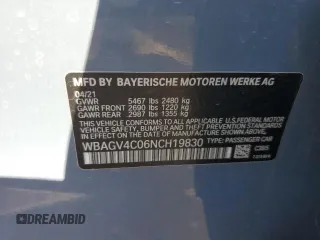 MFD BY BAYERISCHE MOTOREN WERKE AG
04/21
GVWR 5467 lbs 2480 kg
GAWR FRONT 2690 lbs 1220 kg
GAWR REAR 2987 lbs 1355 kg
THIS VEHICLE CONFORMS TO ALL APPLICABLE U.S. FEDERAL MOTOR
VEHICLE SAFETY, BUMPER AND THEFT PREVENTION STANDARDS
IN EFFECT ON THE DATE OF MANUFACTURE SHOWN ABOVE
WBAGV4C06NCH19830 TYPE: PASSENGER CAR
DREAMBID